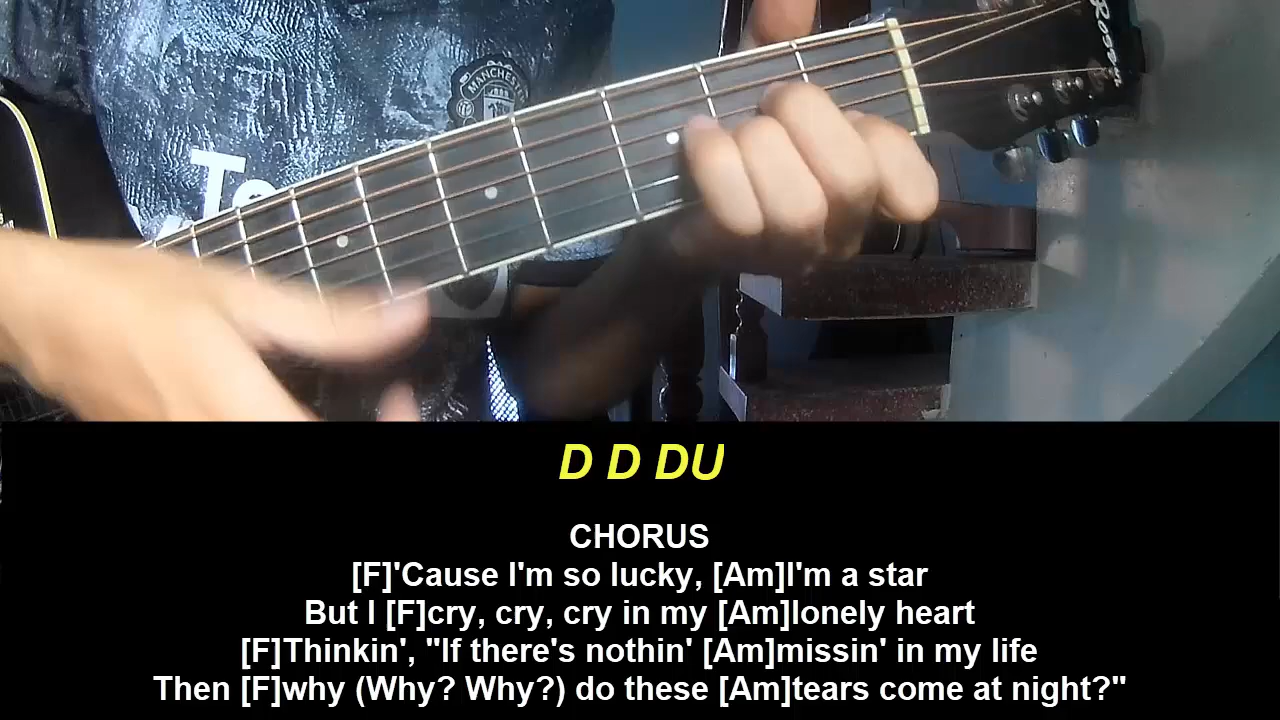 MANCHESTER
D D DU
CHORUS
[F]'Cause I'm so lucky, [Am]I'm a star
But I [F]cry, cry, cry in my [Am]lonely heart
[F]Thinkin', "If there's nothin' [Am]missin' in my life
Then [F]why (Why? Why?) do these [Am]tears come at night?"